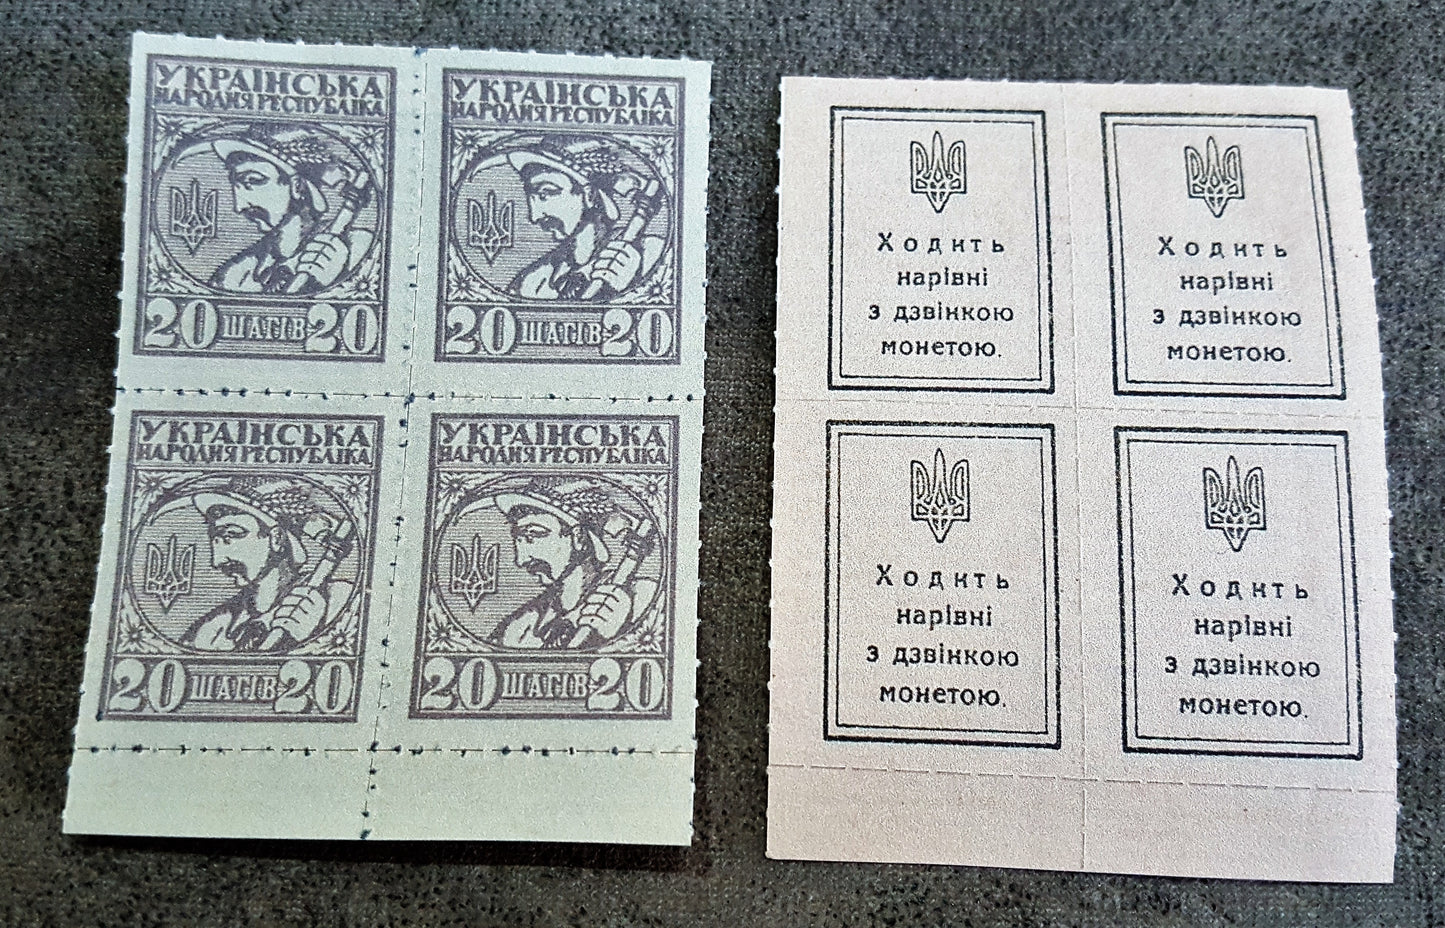 УКРАЇНСЬКА
НАРОДНЯ РЕСПУБЛІКА
20 ШАГІВ 20
УКРАЇНСЬКА
НАРОДНЯ РЕСПУБЛІКА
20 ШАГІВ 20
УКРАЇНСЬКА
НАРОДНЯ РЕСПУБЛІКА
20 ШАГІВ 20
УКРАЇНСЬКА
НАРОДНЯ РЕСПУБЛІКА
20 ШАГІВ 20
Ходить
нарівні
з дзвінкою
монетою.
Ходить
нарівні
з дзвінкою
монетою.
Ходить
нарівні
з дзвінкою
монетою.
Ходить
нарівні
з дзвінкою
монетою.